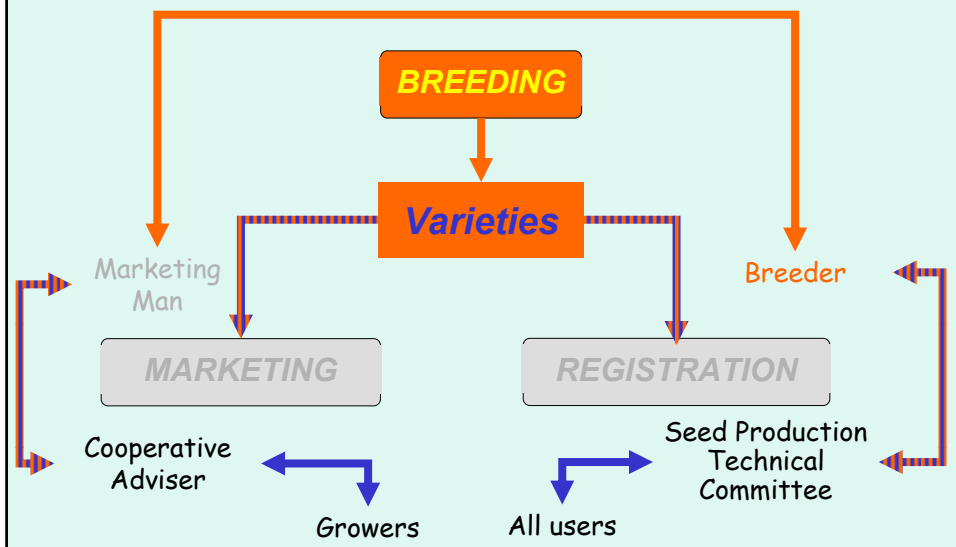 BREEDING
Varieties
Marketing
Man
Breeder
MARKETING
REGISTRATION
Cooperative
Adviser
Seed Production
Technical
Committee
Growers
All users